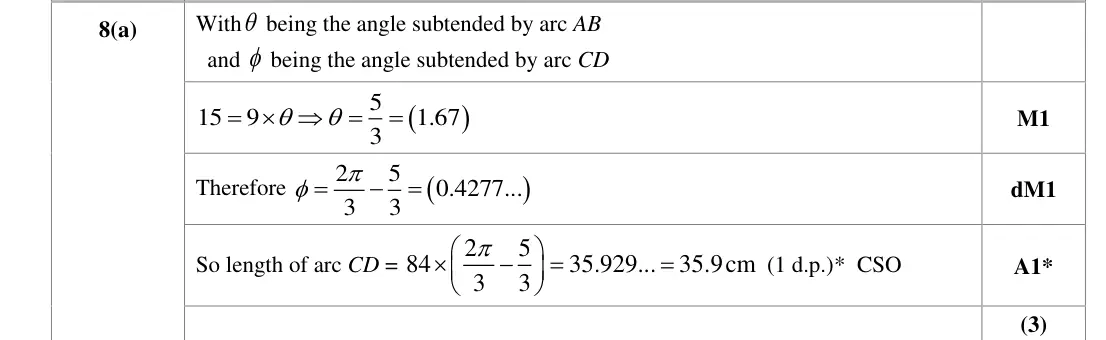 8(a)
With θ being the angle subtended by arc AB
and ϕ being the angle subtended by arc CD
15 = 9 × θ ⇒ θ = 5/3 = (1.67)
M1
Therefore ϕ = 2π/3 − 5/3 = (0.4277...)
dM1
So length of arc CD = 84 × (2π/3 − 5/3) = 35.929... = 35.9 cm (1 d.p.)* CSO
A1*
(3)